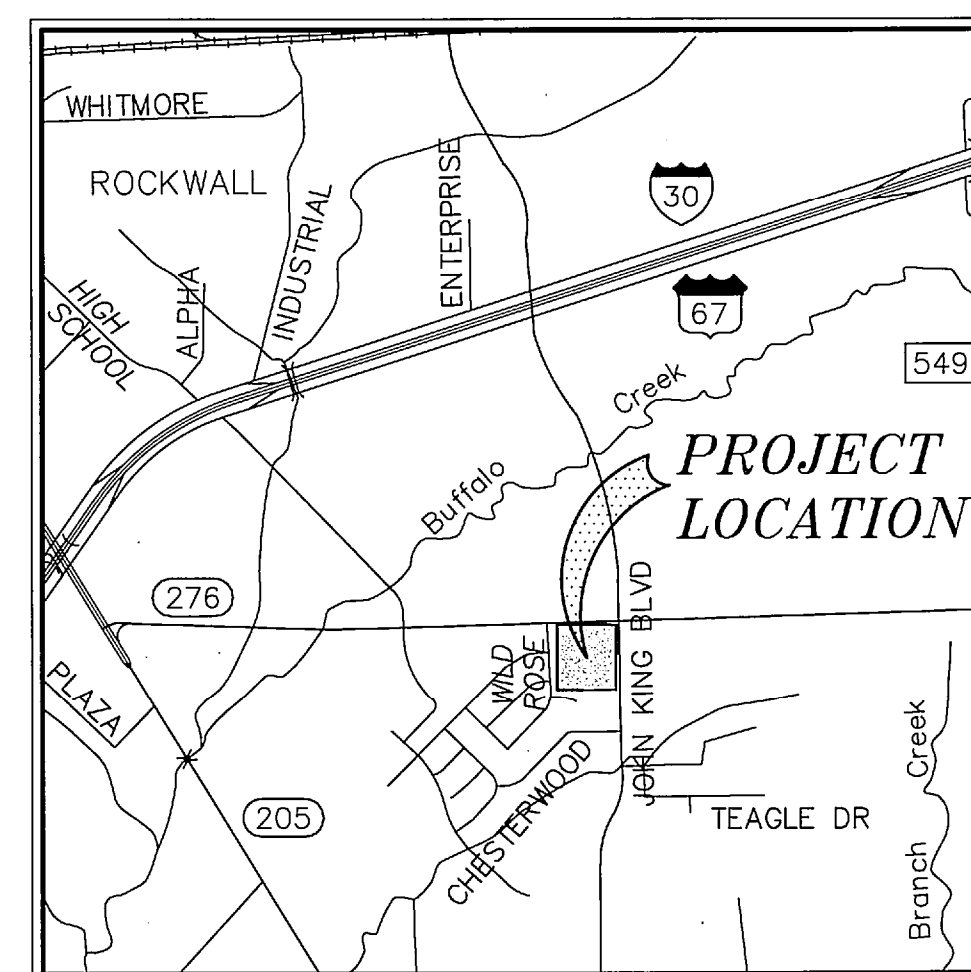 WHITMORE
ROCKWALL
INDUSTRIAL
ENTERPRISE
30
67
HIGH
SCHOOL
ALPHA
549
Creek
Buffalo
PROJECT
LOCATION
276
JOHN KING BLVD
WILD
ROSE
PLAZA
205
CHESTERWOOD
TEAGLE DR
Branch Creek